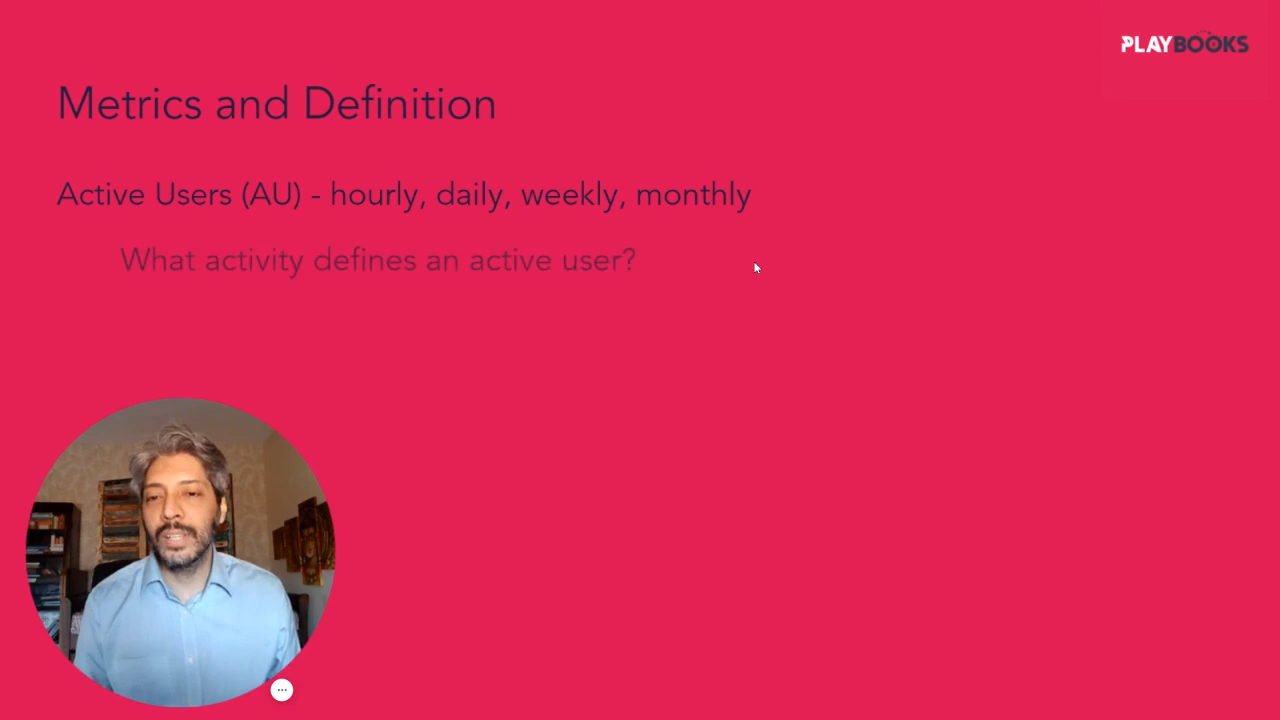 PLAYBOOKS
Metrics and Definition
Active Users (AU) - hourly, daily, weekly, monthly
What activity defines an active user?